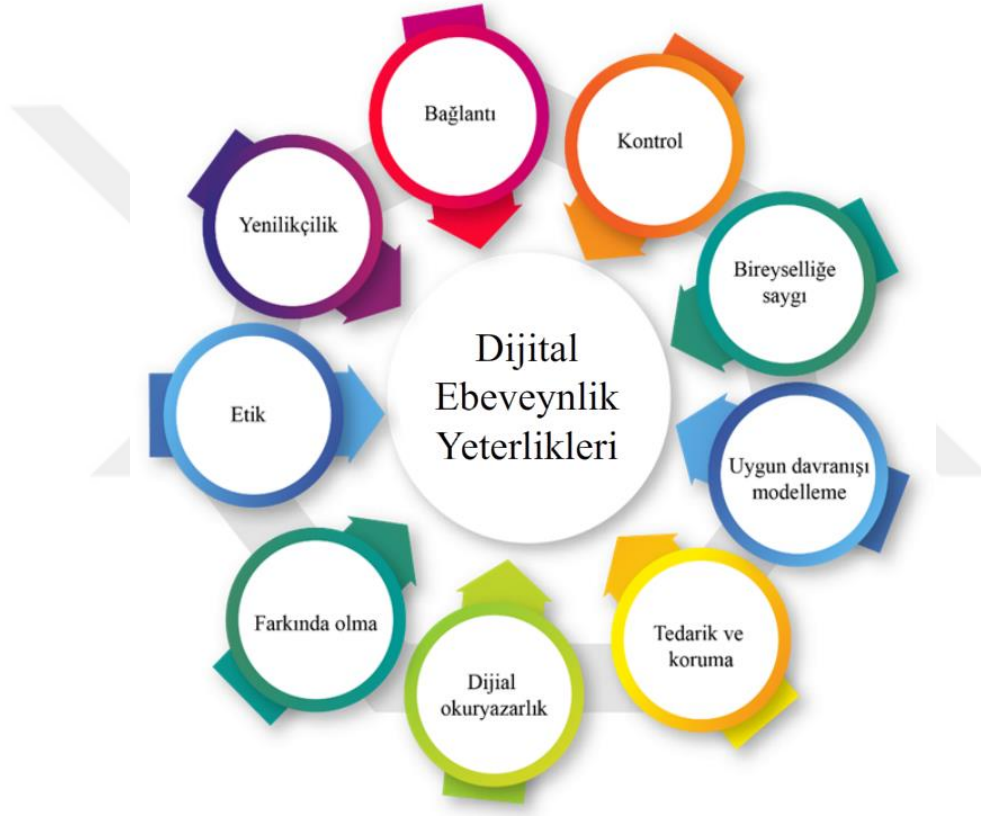 Bağlantı
Kontrol
Bireyselliğe
saygı
Uygun davranışı
modelleme
Tedarik ve
koruma
Dijial
okuryazarlık
Farkında olma
Etik
Yenilikçilik
Dijital
Ebeveynlik
Yeterlikleri